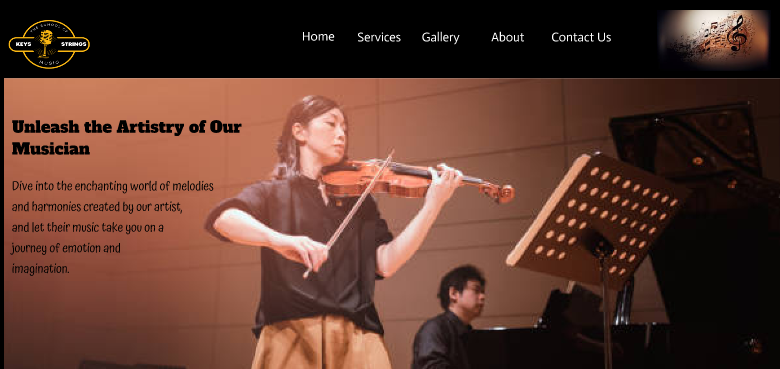 THE SCHOOL OF
KEYS STRINGS
MUSIC
Home Services Gallery About Contact Us
Unleash the Artistry of Our
Musician
Dive into the enchanting world of melodies
and harmonies created by our artist,
and let their music take you on a
journey of emotion and
imagination.